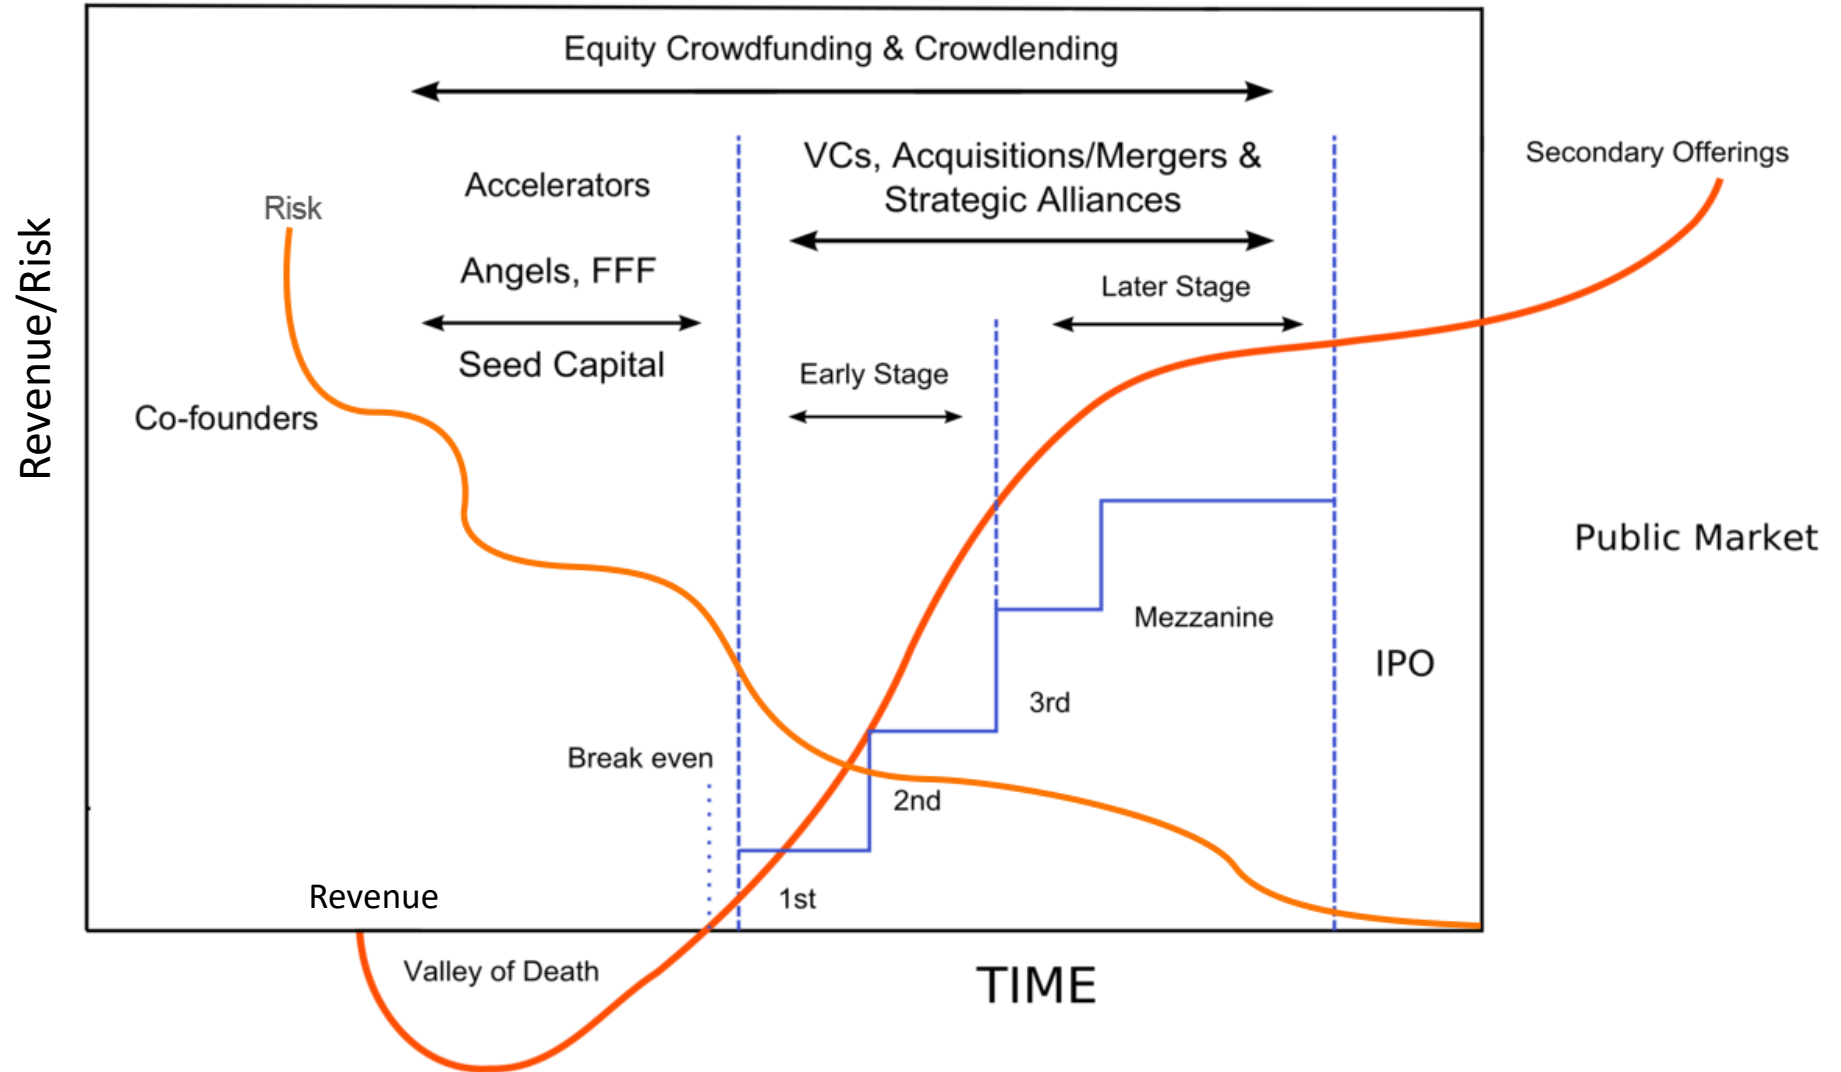 Equity Crowdfunding & Crowdlending
VCs, Acquisitions/Mergers &
Strategic Alliances
Secondary Offerings
Accelerators
Risk
Angels, FFF
Later Stage
Seed Capital
Early Stage
Co-founders
Revenue/Risk
Public Market
Mezzanine
IPO
3rd
Break even
2nd
Revenue
1st
Valley of Death
TIME